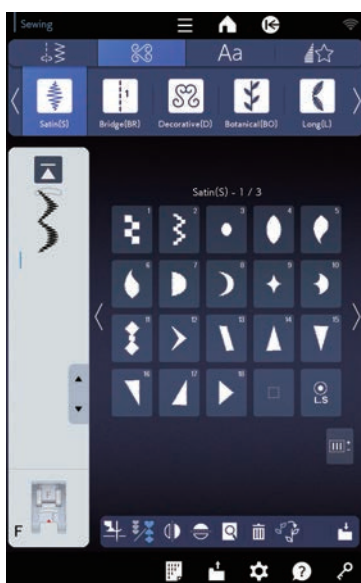 Sewing
Aa
1
Satin(S) Bridge(BR) Decorative(D) Botanical(BO) Long(L)
Satin(S) - 1 / 3
1 2 3 4 5
6 7 8 9 10
11 12 13 14 15
16 17 18 L.S
F
?